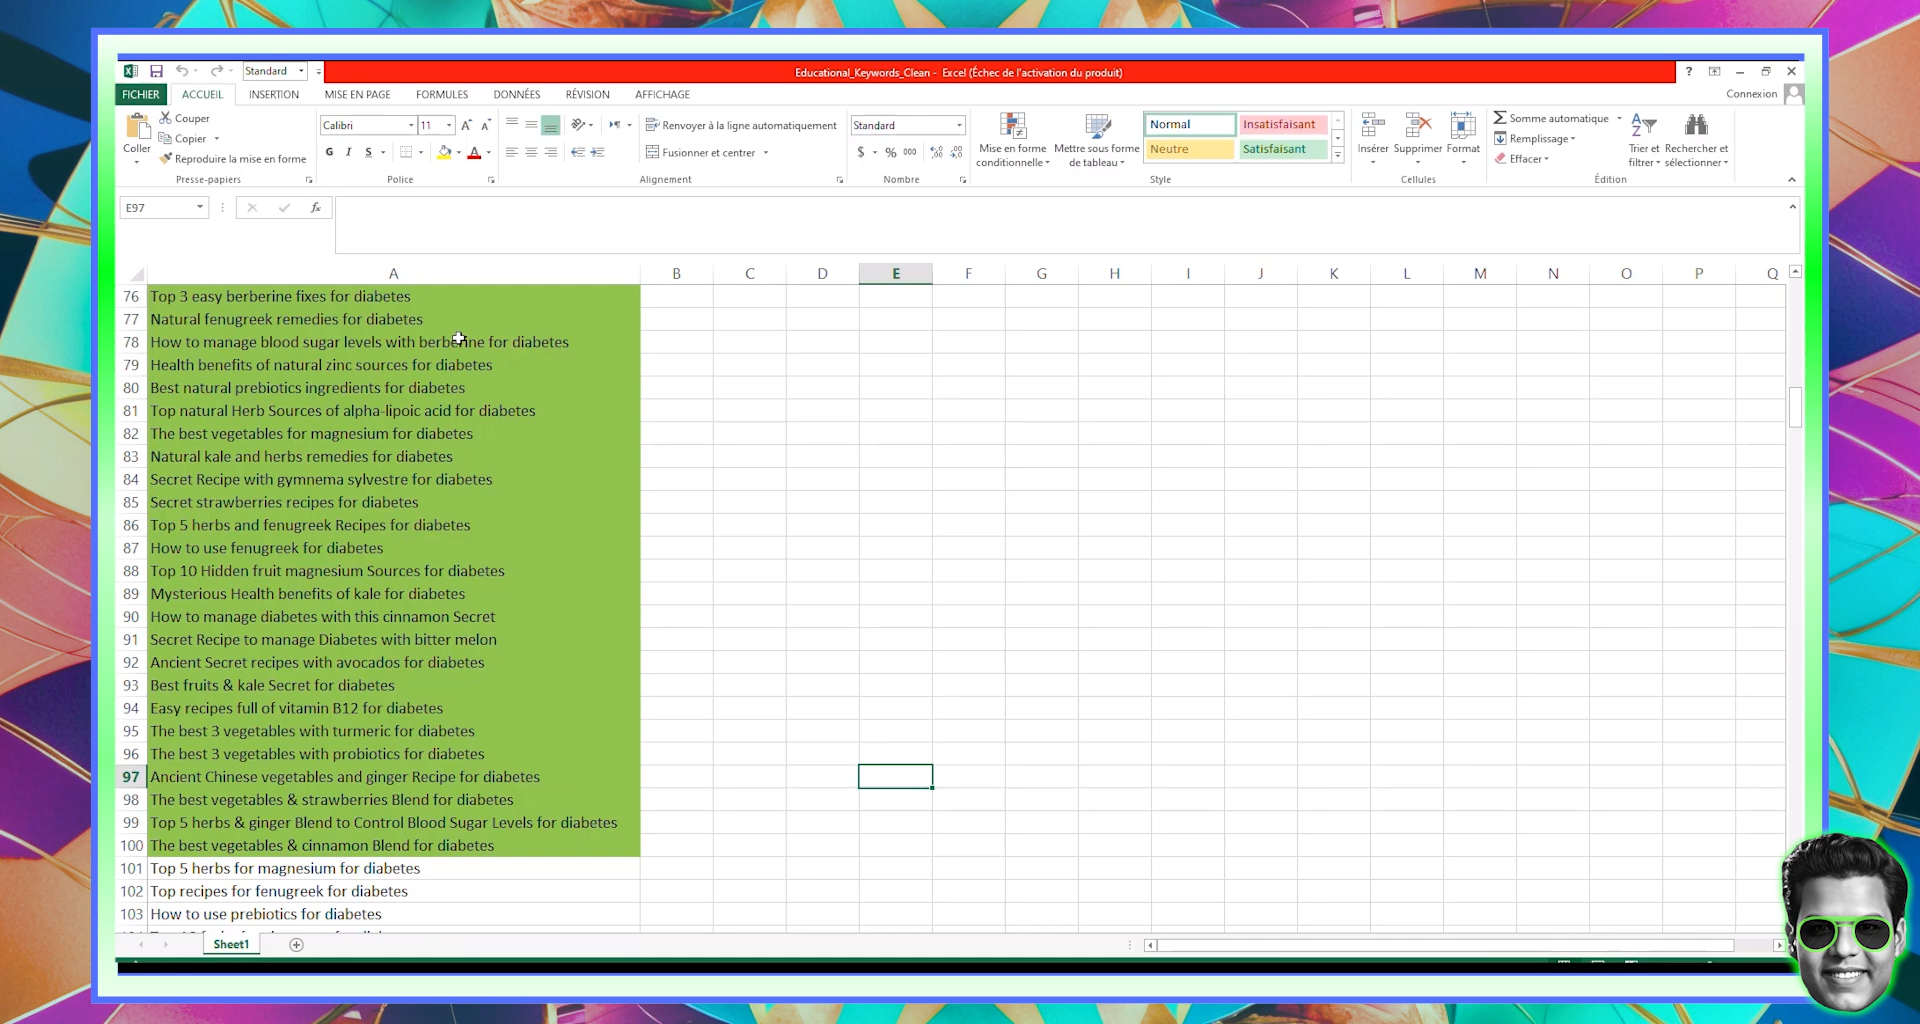 Standard
Educational_Keywords_Clean - Excel (Échec de l'activation du produit)
?
FICHIER ACCUEIL INSERTION MISE EN PAGE FORMULES DONNÉES RÉVISION AFFICHAGE
Connexion
Coller
Couper
Copier
Reproduire la mise en forme
Presse-papiers
Calibri 11
G I S
Police
Renvoyer à la ligne automatiquement
Fusionner et centrer
Alignement
Standard
$ % 000
Nombre
Mise en forme
conditionnelle
Mettre sous forme
de tableau
Normal Insatisfaisant
Neutre Satisfaisant
Style
Insérer Supprimer Format
Cellules
Somme automatique
Remplissage
Effacer
Trier et
filtrer
Rechercher et
sélectionner
Édition
E97
fx
A B C D E F G H I J K L M N O P Q
76 Top 3 easy berberine fixes for diabetes
77 Natural fenugreek remedies for diabetes
78 How to manage blood sugar levels with berberine for diabetes
79 Health benefits of natural zinc sources for diabetes
80 Best natural prebiotics ingredients for diabetes
81 Top natural Herb Sources of alpha-lipoic acid for diabetes
82 The best vegetables for magnesium for diabetes
83 Natural kale and herbs remedies for diabetes
84 Secret Recipe with gymnema sylvestre for diabetes
85 Secret strawberries recipes for diabetes
86 Top 5 herbs and fenugreek Recipes for diabetes
87 How to use fenugreek for diabetes
88 Top 10 Hidden fruit magnesium Sources for diabetes
89 Mysterious Health benefits of kale for diabetes
90 How to manage diabetes with this cinnamon Secret
91 Secret Recipe to manage Diabetes with bitter melon
92 Ancient Secret recipes with avocados for diabetes
93 Best fruits & kale Secret for diabetes
94 Easy recipes full of vitamin B12 for diabetes
95 The best 3 vegetables with turmeric for diabetes
96 The best 3 vegetables with probiotics for diabetes
97 Ancient Chinese vegetables and ginger Recipe for diabetes
98 The best vegetables & strawberries Blend for diabetes
99 Top 5 herbs & ginger Blend to Control Blood Sugar Levels for diabetes
100 The best vegetables & cinnamon Blend for diabetes
101 Top 5 herbs for magnesium for diabetes
102 Top recipes for fenugreek for diabetes
103 How to use prebiotics for diabetes
Sheet1